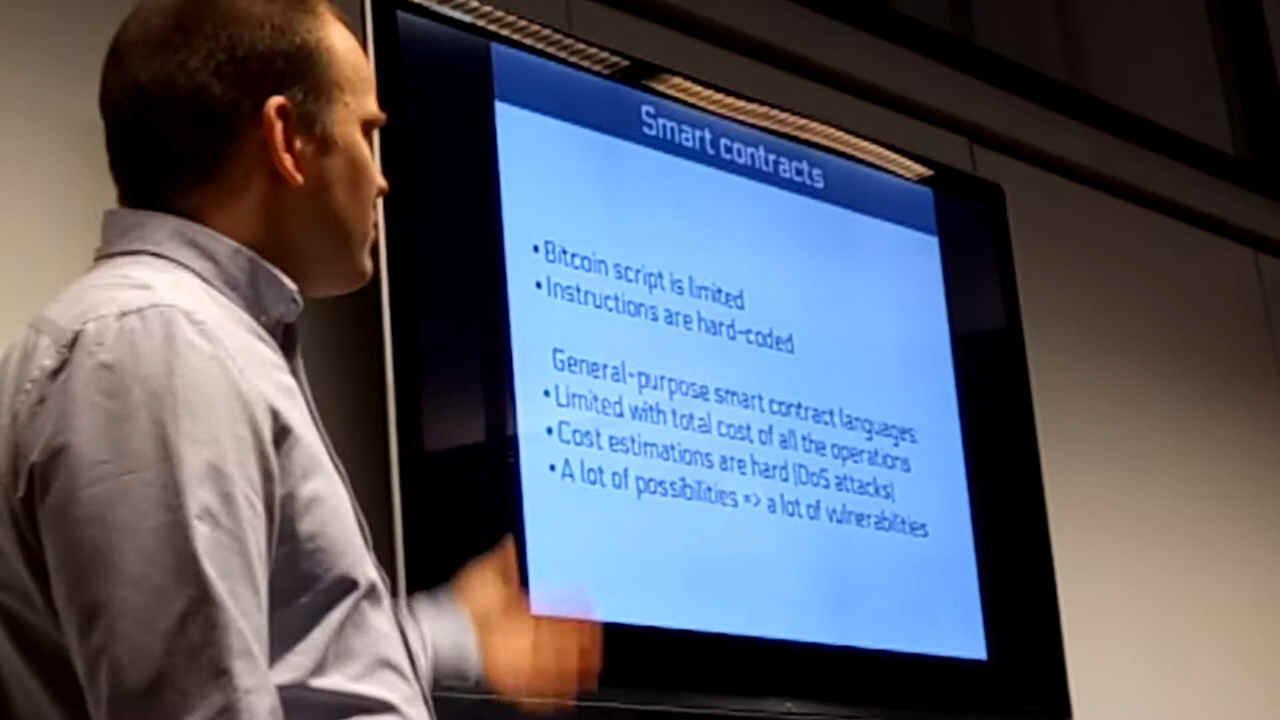 Smart contracts
•Bitcoin script is limited
•Instructions are hard-coded
General-purpose smart contract languages:
•Limited with total cost of all the operations
•Cost estimations are hard (DoS attacks)
•A lot of possibilities => a lot of vulnerabilities